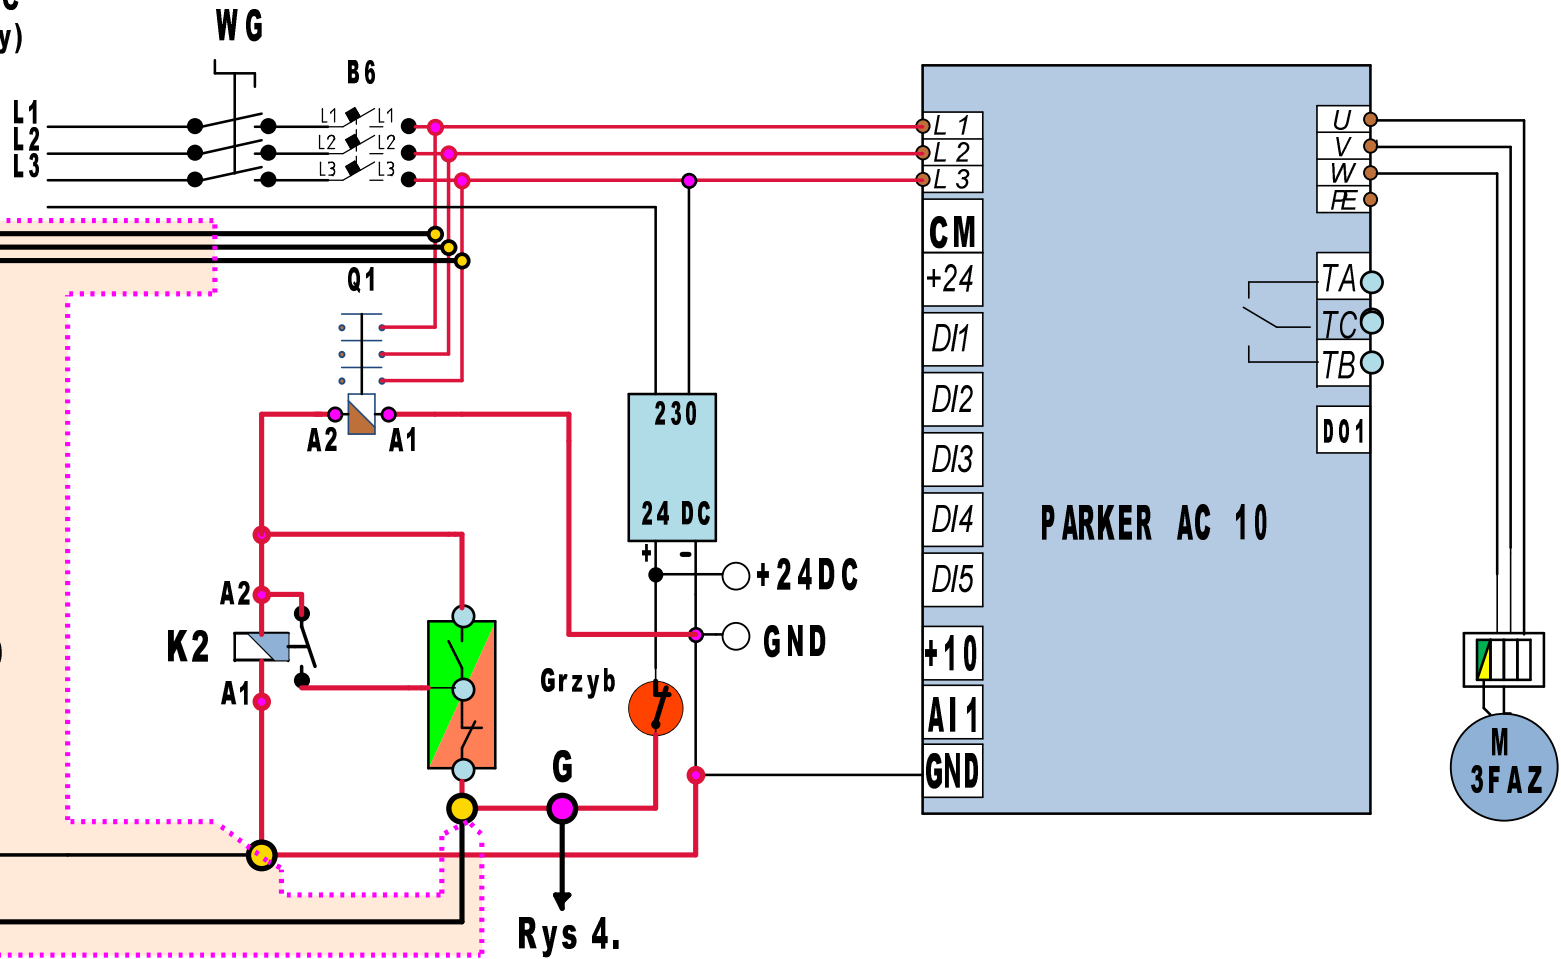 y)
WG
B6
L1
L2
L3
L1 L1
L2 L2
L3 L3
Q1
A2 A1
A2
K2
A1
230
24 DC
+ -
+24DC
GND
Grzyb
G
Rys 4.
L 1
L 2
L 3
CM
+24
DI1
DI2
DI3
DI4
DI5
+10
AI1
GND
PARKER AC 10
U
V
W
PE
TA
TC
TB
DO1
M
3FAZ